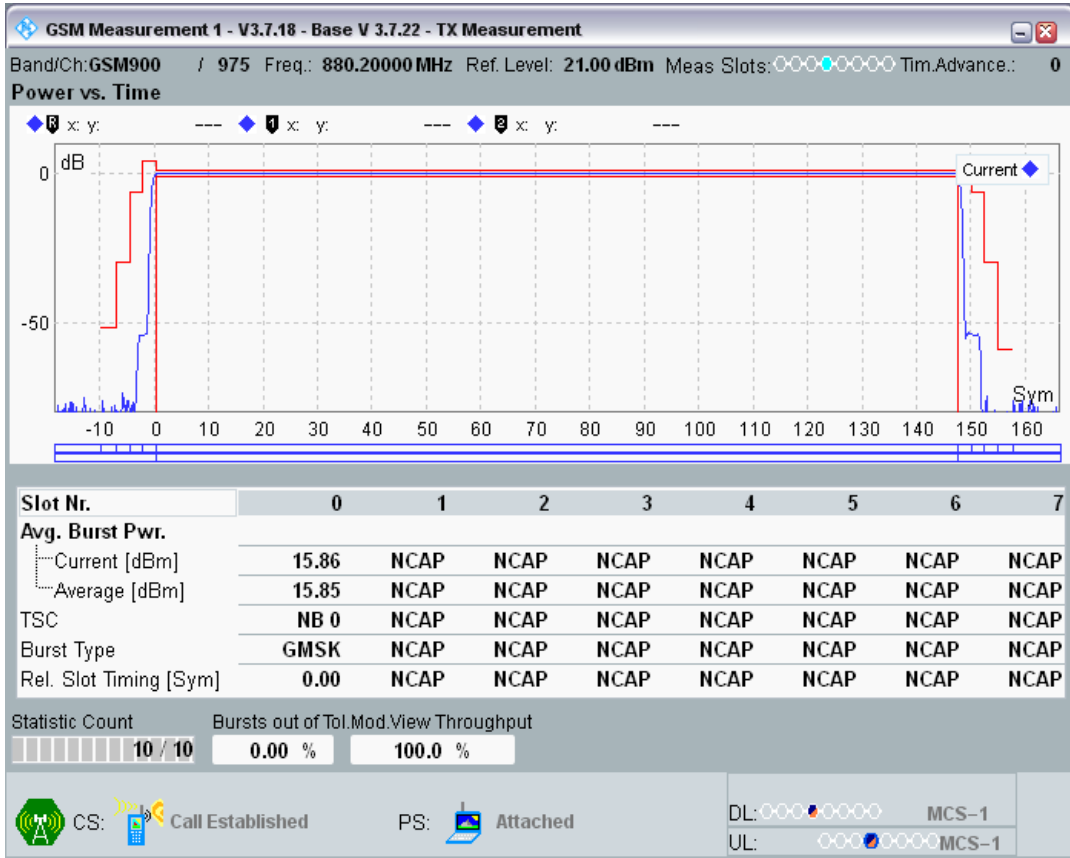 GSM Measurement 1 - V3.7.18 - Base V 3.7.22 - TX Measurement
Band/Ch:GSM900 / 975 Freq.: 880.20000 MHz Ref. Level: 21.00 dBm Meas Slots: Tim.Advance.: 0
Power vs. Time
R x: y: --- 1 x: y: --- 2 x: y: ---
dB
Current
0
-50
Sym
-10 0 10 20 30 40 50 60 70 80 90 100 110 120 130 140 150 160
Slot Nr. 0 1 2 3 4 5 6 7
Avg. Burst Pwr.
Current [dBm] 15.86 NCAP NCAP NCAP NCAP NCAP NCAP NCAP
Average [dBm] 15.85 NCAP NCAP NCAP NCAP NCAP NCAP NCAP
TSC NB 0 NCAP NCAP NCAP NCAP NCAP NCAP NCAP
Burst Type GMSK NCAP NCAP NCAP NCAP NCAP NCAP NCAP
Rel. Slot Timing [Sym] 0.00 NCAP NCAP NCAP NCAP NCAP NCAP NCAP
Statistic Count Bursts out of Tol.Mod.View Throughput
10 / 10 0.00 % 100.0 %
CS: Call Established PS: Attached
DL: MCS-1
UL: MCS-1